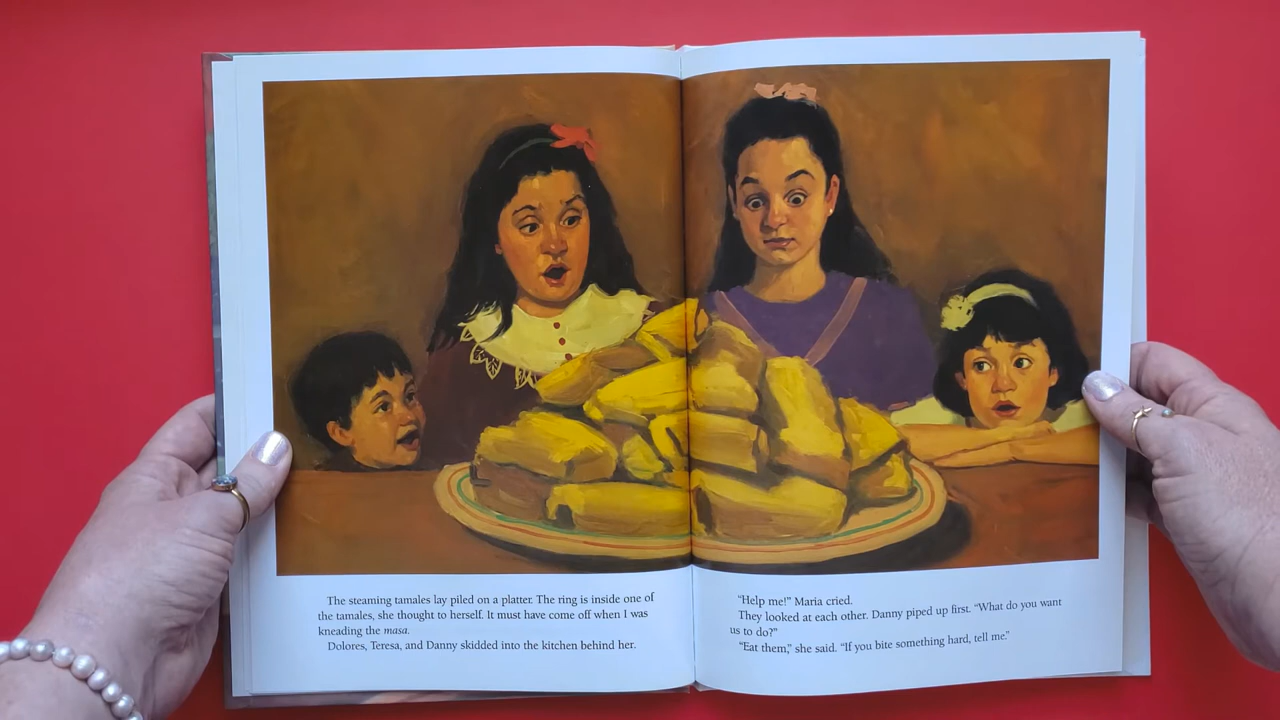 The steaming tamales lay piled on a platter. The ring is inside one of
the tamales, she thought to herself. It must have come off when I was
kneading the masa.
Dolores, Teresa, and Danny skidded into the kitchen behind her.
“Help me!” Maria cried.
They looked at each other. Danny piped up first. “What do you want
us to do?”
“Eat them,” she said. “If you bite something hard, tell me.”